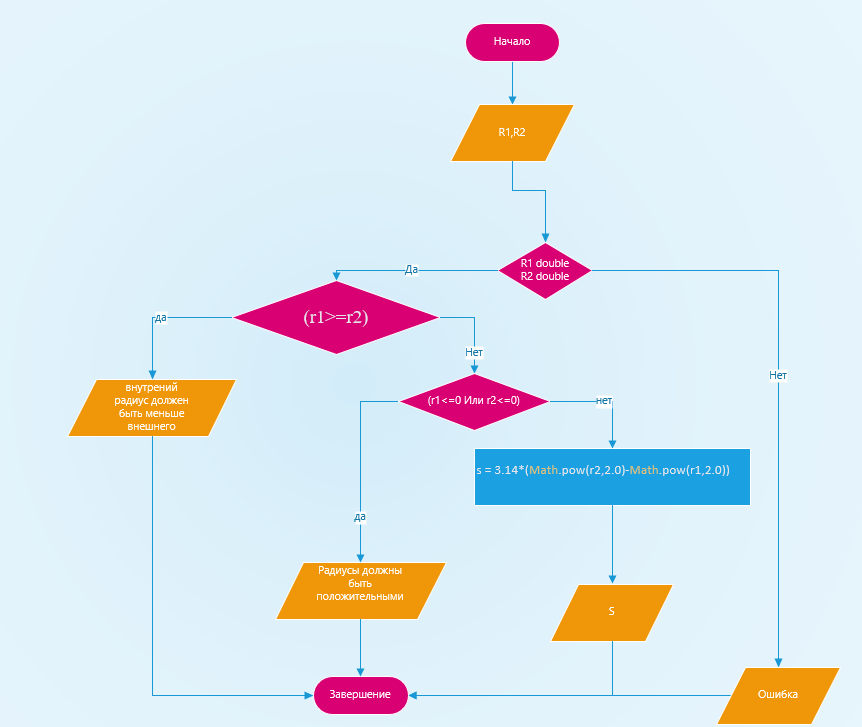 Начало
R1,R2
R1 double
R2 double
Да
(r1>=r2)
да
Нет
Нет
внутрений
радиус должен
быть меньше
внешнего
(r1<=0 Или r2<=0)
нет
s = 3.14*(Math.pow(r2,2.0)-Math.pow(r1,2.0))
да
Радиусы должны
быть
положительными
S
Завершение
Ошибка